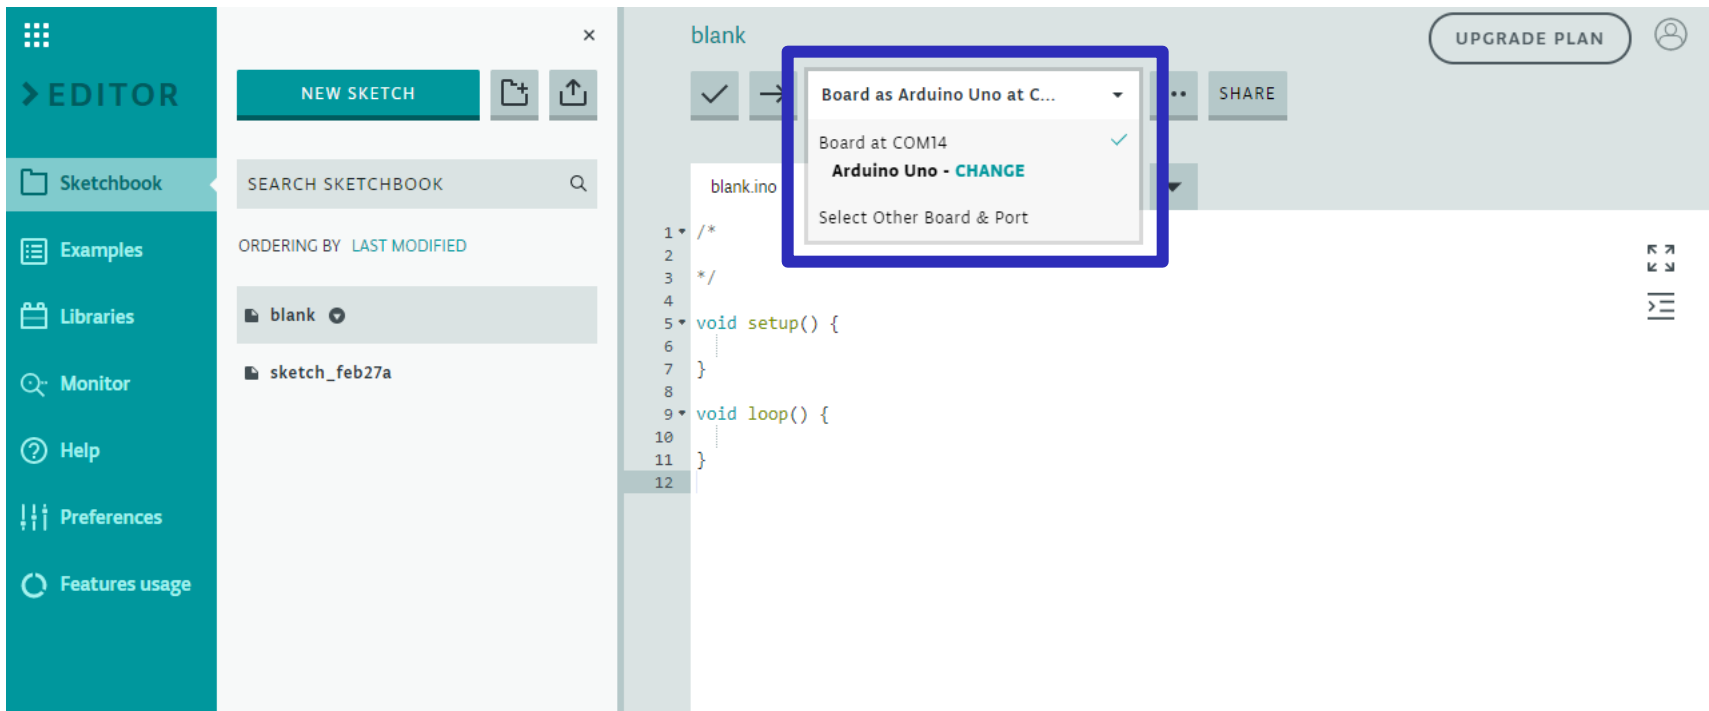 >EDITOR
Sketchbook
Examples
Libraries
Monitor
Help
Preferences
Features usage
×
NEW SKETCH
SEARCH SKETCHBOOK
ORDERING BY LAST MODIFIED
blank
sketch_feb27a
blank
UPGRADE PLAN
Board as Arduino Uno at C...
SHARE
Board at COM14
Arduino Uno - CHANGE
Select Other Board & Port
blank.ino
1 /*
2
3 */
4
5 void setup() {
6
7 }
8
9 void loop() {
10
11 }
12